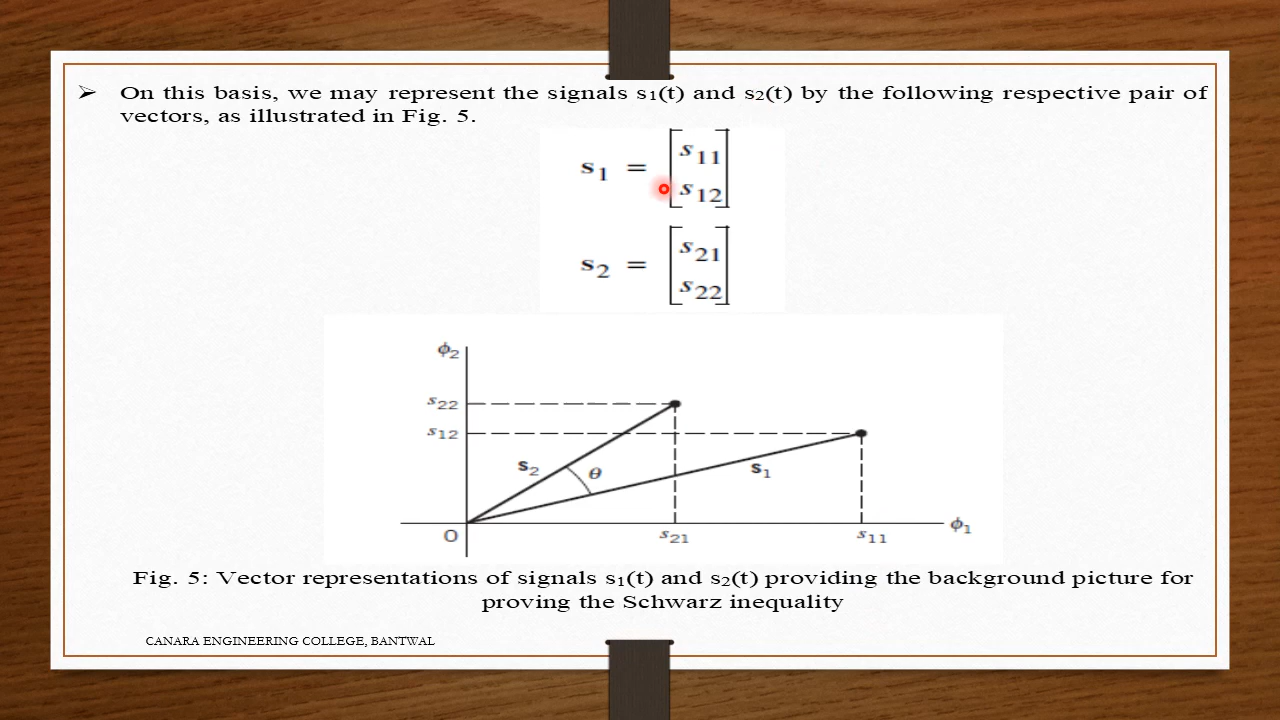 ➢ On this basis, we may represent the signals s₁(t) and s₂(t) by the following respective pair of
vectors, as illustrated in Fig. 5.
s₁ = [s₁₁
s₁₂]
s₂ = [s₂₁
s₂₂]
ϕ₂
s₂₂
s₁₂
s₂ θ s₁
O s₂₁ s₁₁ ϕ₁
Fig. 5: Vector representations of signals s₁(t) and s₂(t) providing the background picture for
proving the Schwarz inequality
CANARA ENGINEERING COLLEGE, BANTWAL